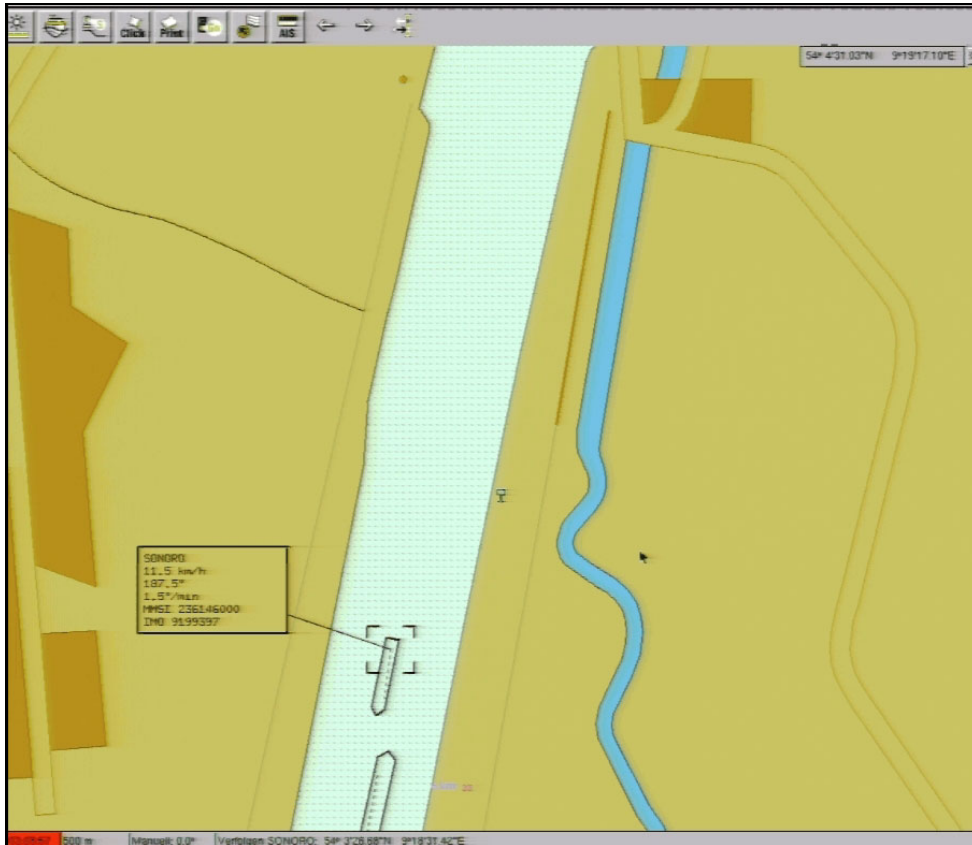 Click
Print
AIS
54° 4'31.03"N 9°19'17.10"E
SONORO
11.5 km/h
187.5°
1.5°/min
MMSI 236146000
IMO 9199397
500 m
Manuell: 0.0°
Verfolgen SONORO: 54° 3'26.68"N 9°18'31.42"E